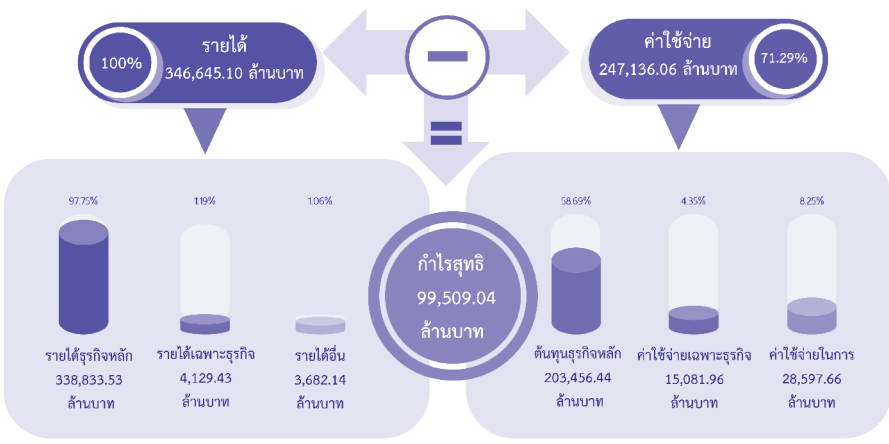 100%
รายได้
346,645.10 ล้านบาท
ค่าใช้จ่าย
247,136.06 ล้านบาท
71.29%
97.75%
1.19%
1.06%
58.69%
4.35%
8.25%
กำไรสุทธิ
99,509.04
ล้านบาท
รายได้ธุรกิจหลัก
338,833.53
ล้านบาท
รายได้เฉพาะธุรกิจ
4,129.43
ล้านบาท
รายได้อื่น
3,682.14
ล้านบาท
ต้นทุนธุรกิจหลัก
203,456.44
ล้านบาท
ค่าใช้จ่ายเฉพาะธุรกิจ
15,081.96
ล้านบาท
ค่าใช้จ่ายในการ
28,597.66
ล้านบาท